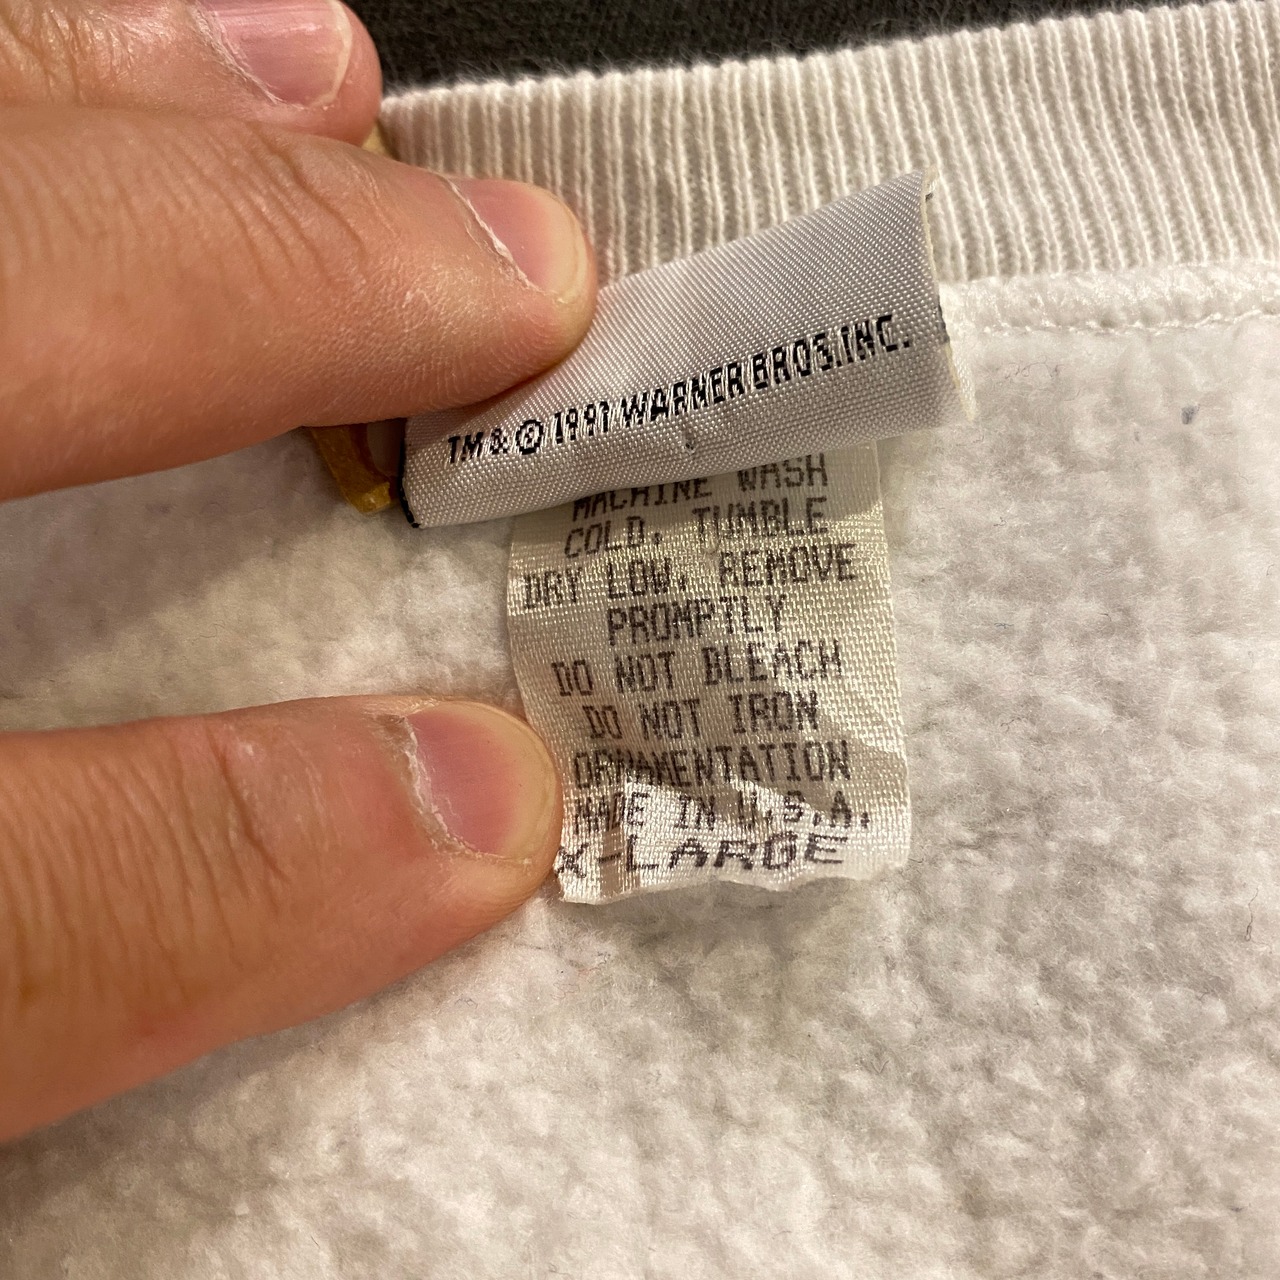 TM & © 1991 WARNER BROS. INC.
MACHINE WASH
COLD. TUMBLE
DRY LOW. REMOVE
PROMPTLY
DO NOT BLEACH
DO NOT IRON
ORNAMENTATION
MADE IN U.S.A.
X-LARGE